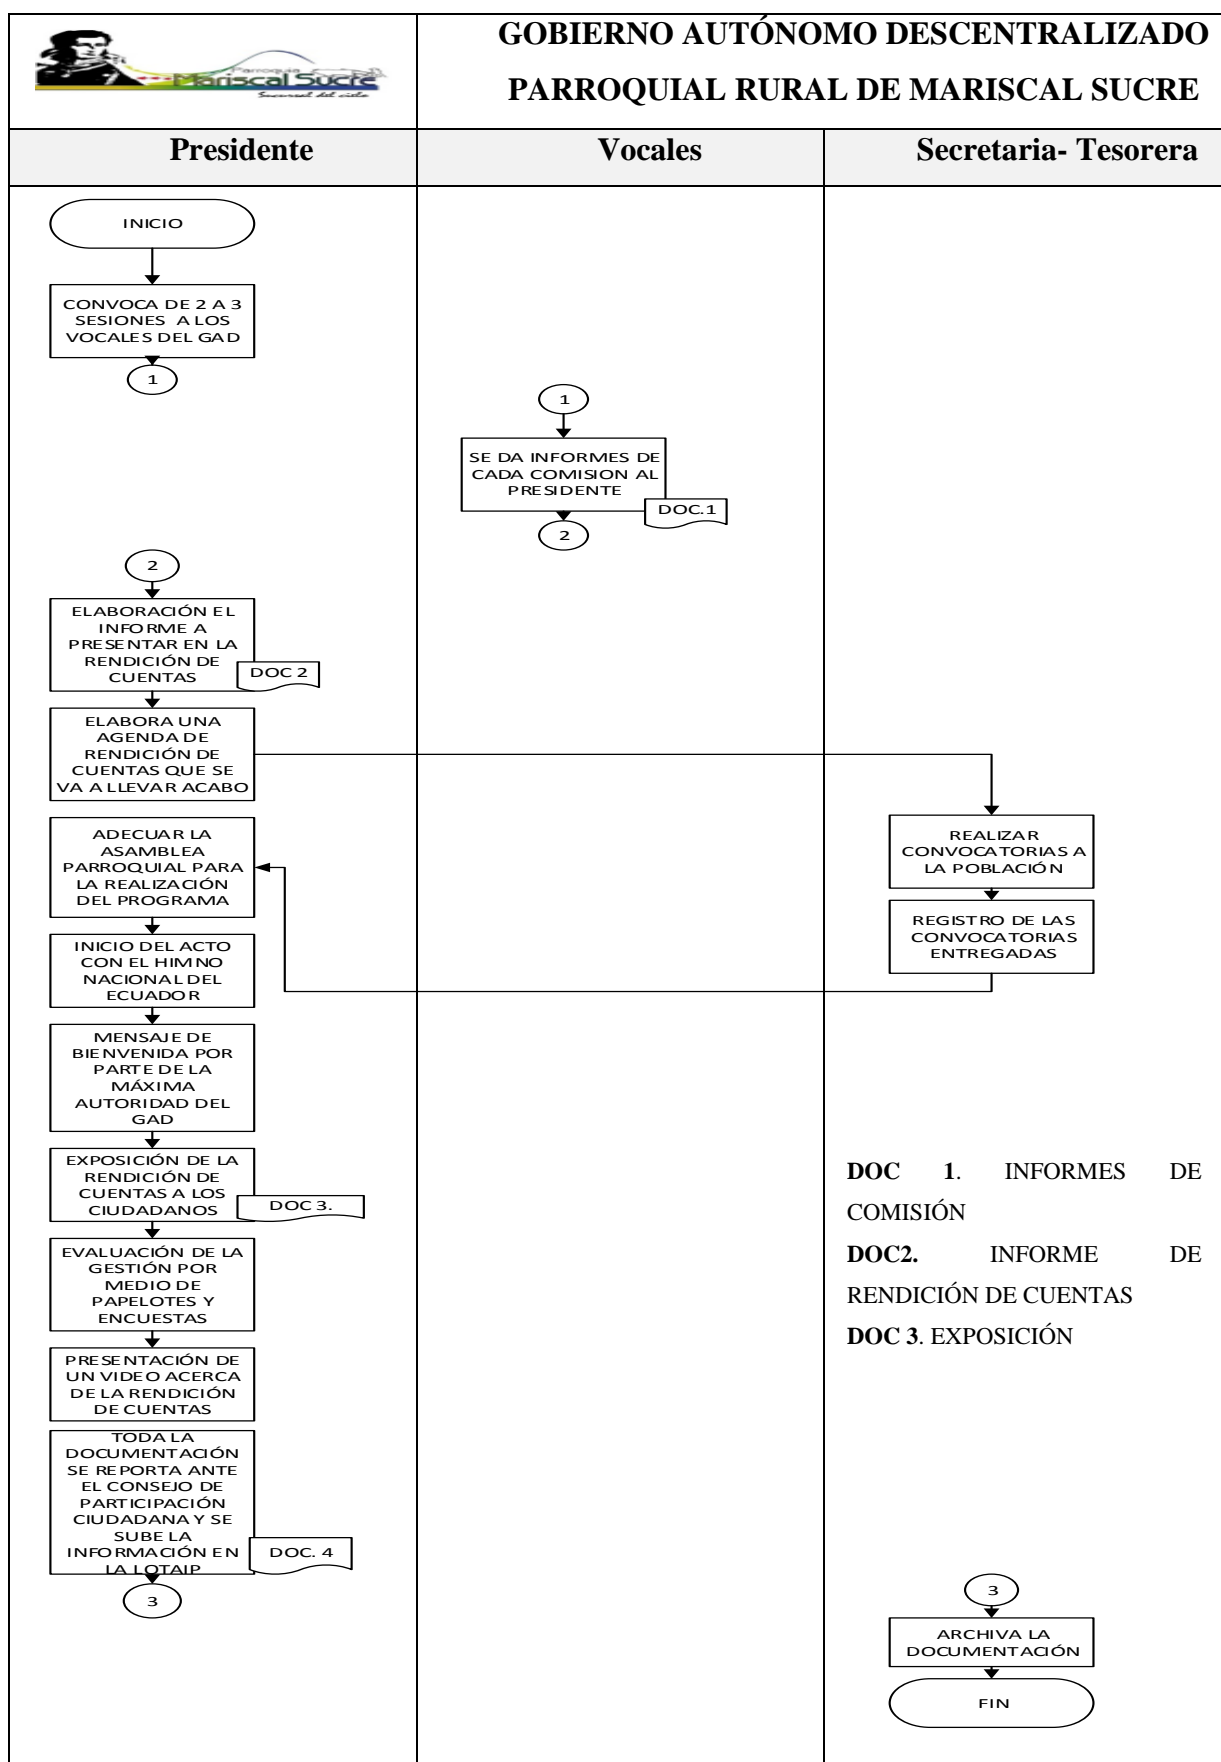 Parroquia
Mariscal Sucre
Sucursal del cielo
GOBIERNO AUTÓNOMO DESCENTRALIZADO
PARROQUIAL RURAL DE MARISCAL SUCRE
Presidente
Vocales
Secretaria- Tesorera
INICIO
CONVOCA DE 2 A 3
SESIONES A LOS
VOCALES DEL GAD
1
1
SE DA INFORMES DE
CADA COMISION AL
PRESIDENTE
DOC.1
2
2
ELABORACIÓN EL
INFORME A
PRESENTAR EN LA
RENDICIÓN DE
CUENTAS
DOC 2
ELABORA UNA
AGENDA DE
RENDICIÓN DE
CUENTAS QUE SE
VA A LLEVAR ACABO
REALIZAR
CONVOCATORIAS A
LA POBLACIÓN
REGISTRO DE LAS
CONVOCATORIAS
ENTREGADAS
ADECUAR LA
ASAMBLEA
PARROQUIAL PARA
LA REALIZACIÓN
DEL PROGRAMA
INICIO DEL ACTO
CON EL HIMNO
NACIONAL DEL
ECUADOR
MENSAJE DE
BIENVENIDA POR
PARTE DE LA
MÁXIMA
AUTORIDAD DEL
GAD
EXPOSICIÓN DE LA
RENDICIÓN DE
CUENTAS A LOS
CIUDADANOS
DOC 3.
EVALUACIÓN DE LA
GESTIÓN POR
MEDIO DE
PAPELOTES Y
ENCUESTAS
PRESENTACIÓN DE
UN VIDEO ACERCA
DE LA RENDICIÓN
DE CUENTAS
TODA LA
DOCUMENTACIÓN
SE REPORTA ANTE
EL CONSEJO DE
PARTICIPACIÓN
CIUDADANA Y SE
SUBE LA
INFORMACIÓN EN
LA LOTAIP
DOC. 4
3
DOC 1. INFORMES DE
COMISIÓN
DOC2. INFORME DE
RENDICIÓN DE CUENTAS
DOC 3. EXPOSICIÓN
3
ARCHIVA LA
DOCUMENTACIÓN
FIN